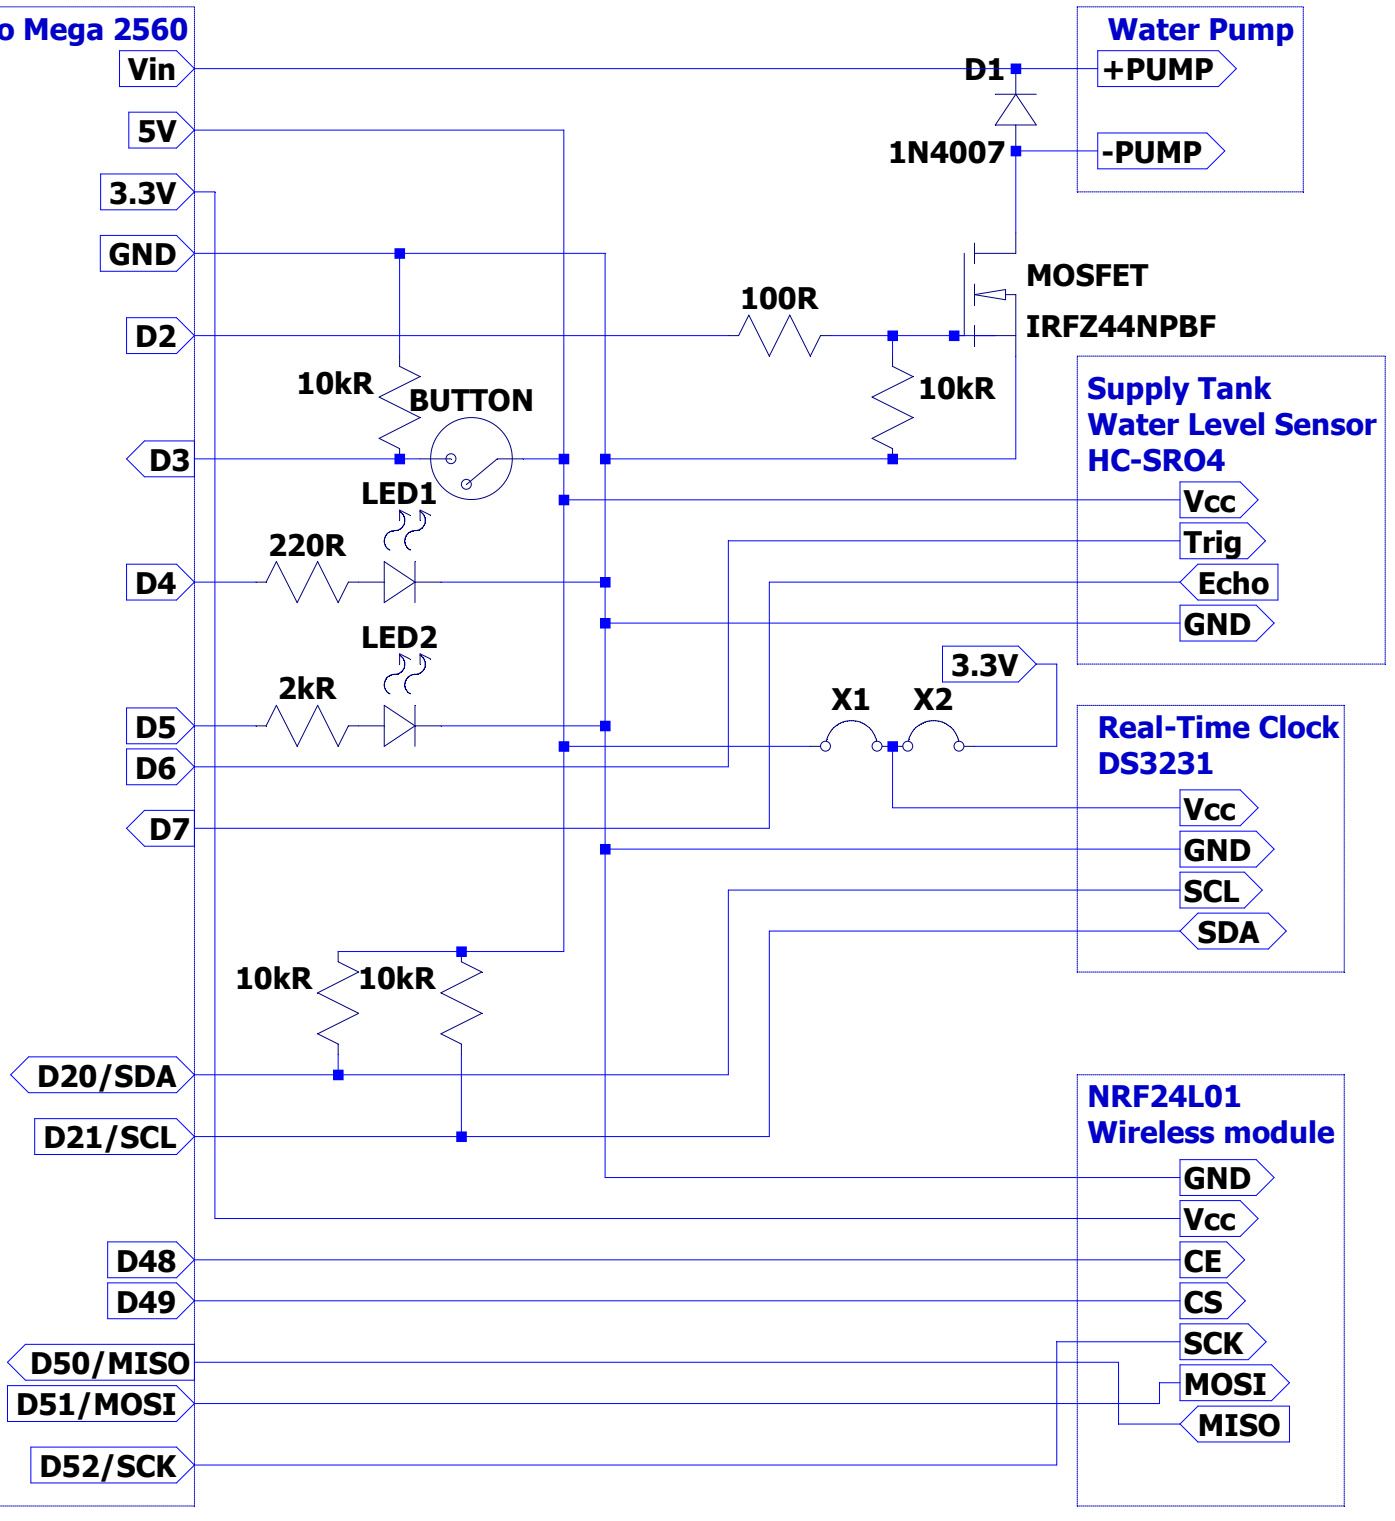 o Mega 2560
Vin
5V
3.3V
GND
D2
D3
D4
D5
D6
D7
D20/SDA
D21/SCL
D48
D49
D50/MISO
D51/MOSI
D52/SCK
10kR
BUTTON
LED1
220R
LED2
2kR
10kR
10kR
100R
10kR
D1
1N4007
MOSFET
IRFZ44NPBF
X1
X2
3.3V
Water Pump
+PUMP
-PUMP
Supply Tank
Water Level Sensor
HC-SRO4
Vcc
Trig
Echo
GND
Real-Time Clock
DS3231
Vcc
GND
SCL
SDA
NRF24L01
Wireless module
GND
Vcc
CE
CS
SCK
MOSI
MISO